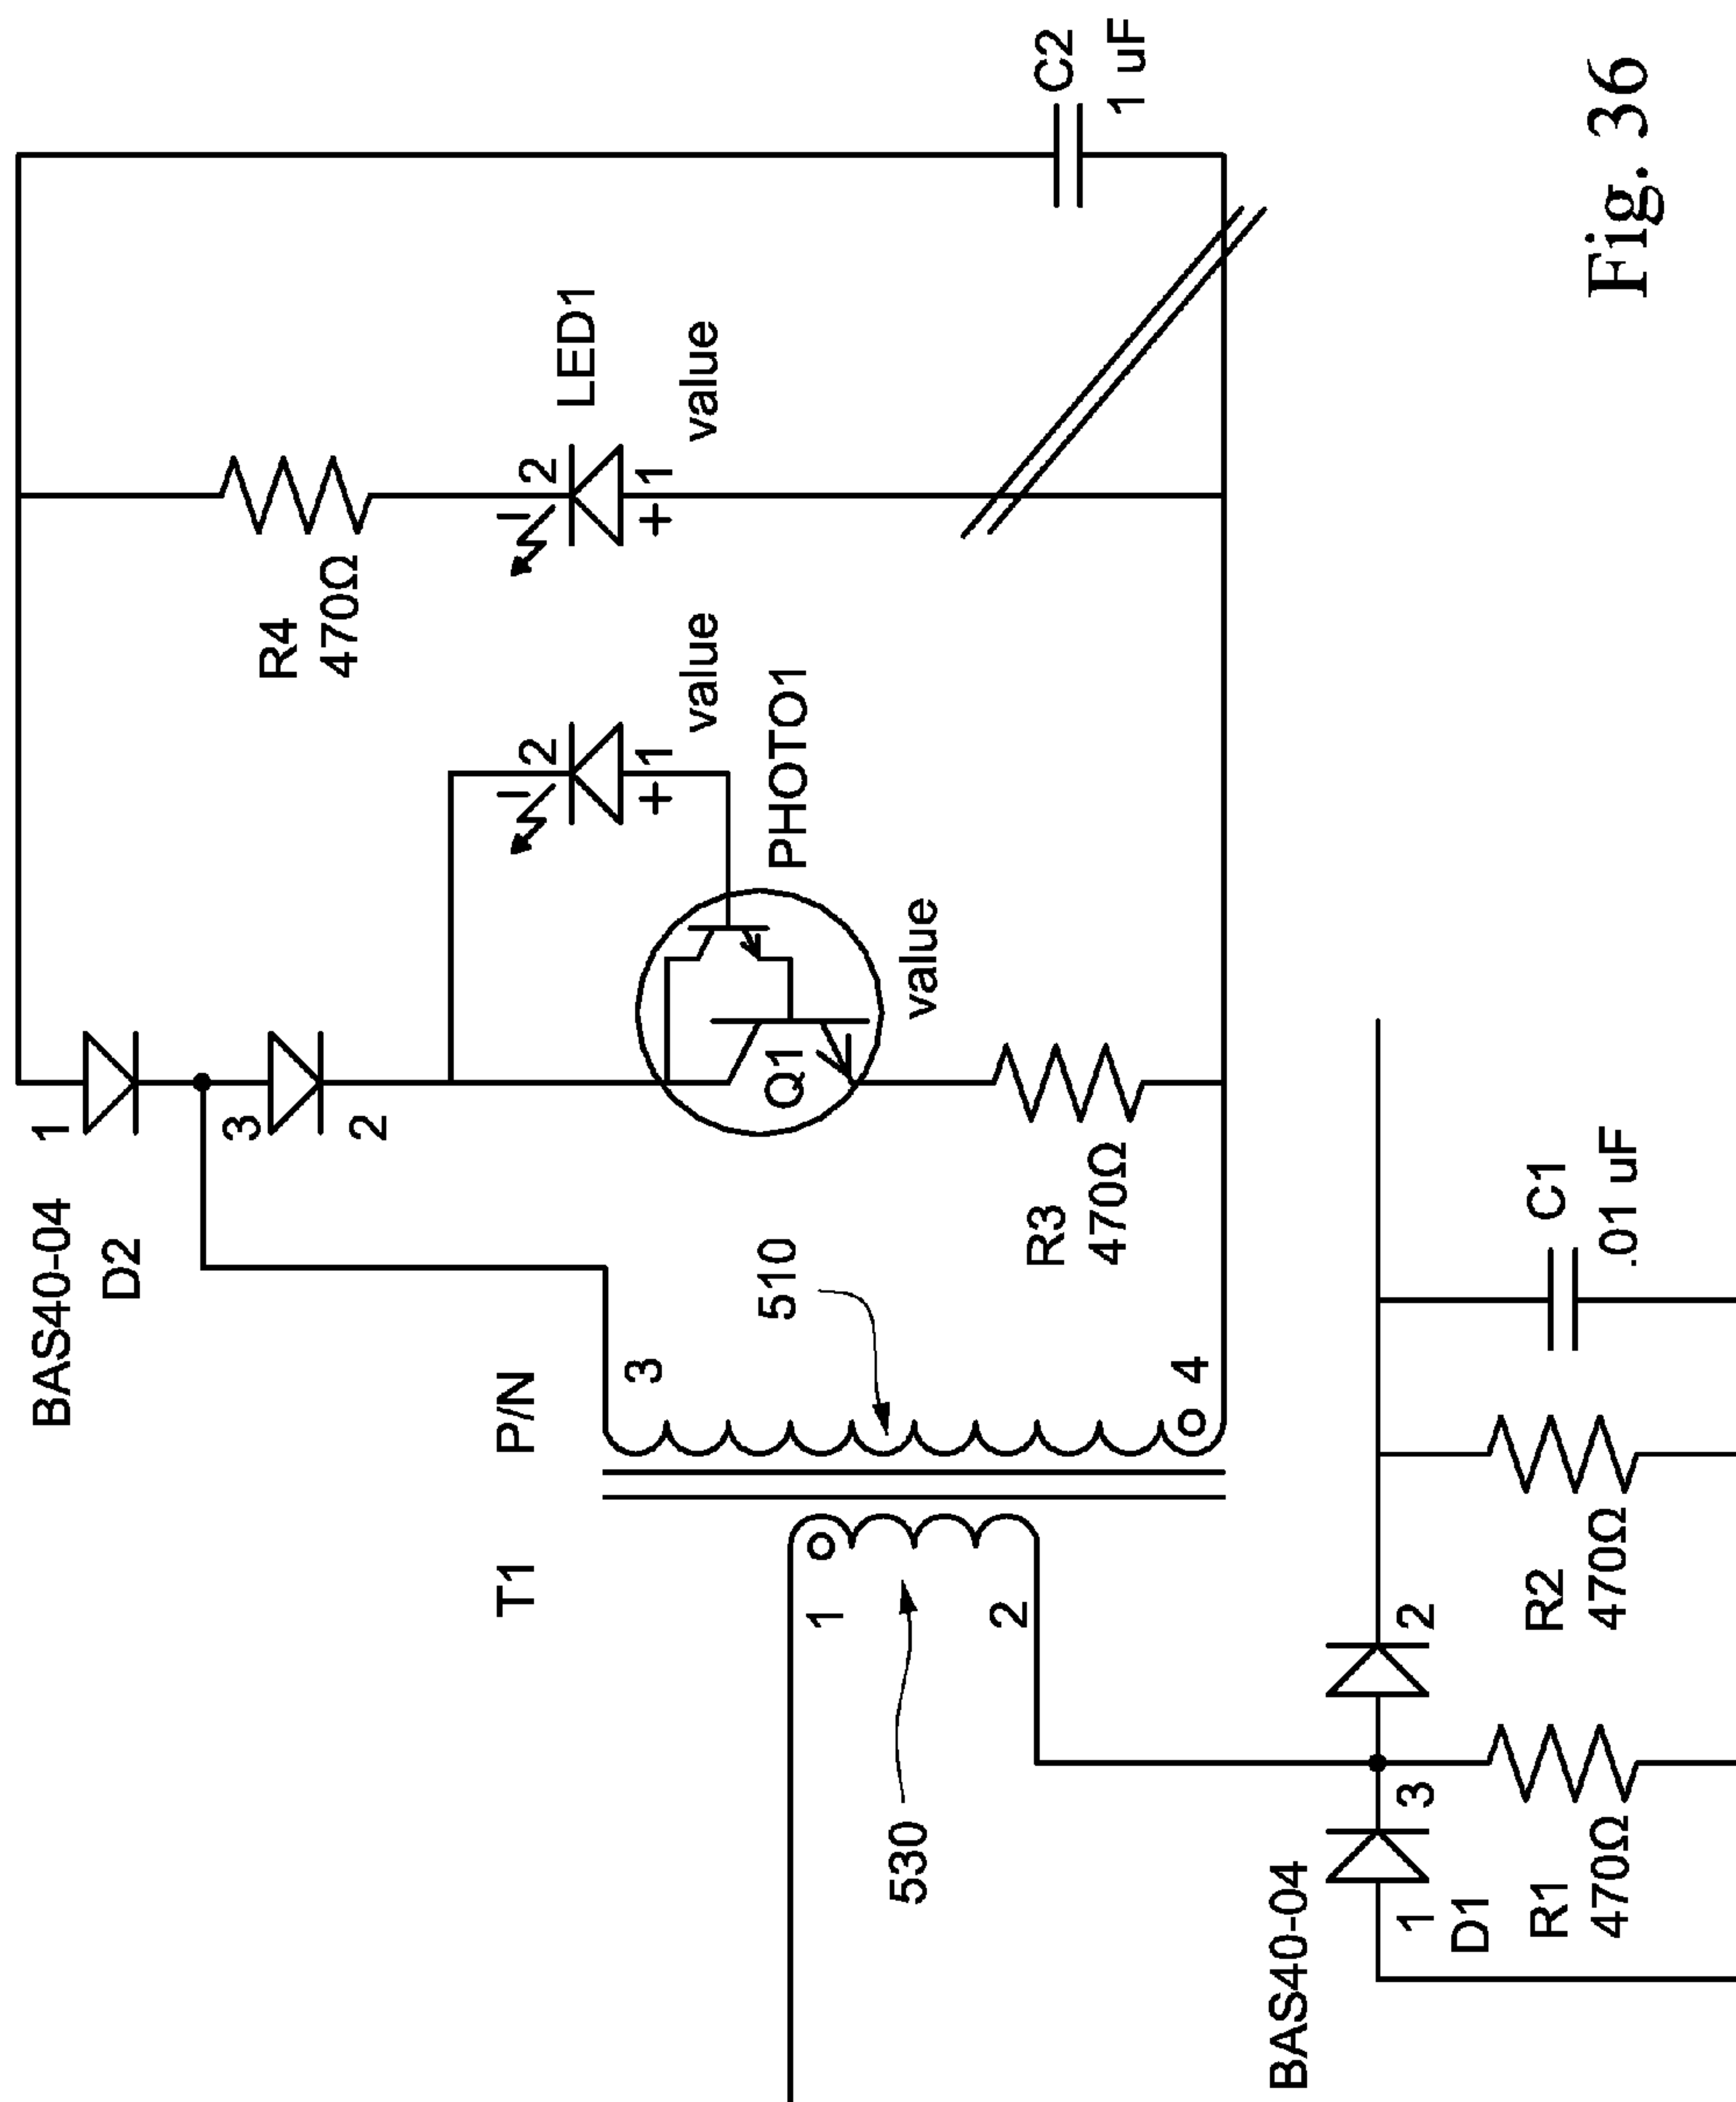 BAS40-04
D2
1
3
2
R4
470Ω
2
LED1
+1
value
2
+1
value
PHOTO1
Q1
value
C2
1 uF
R3
470Ω
T1
P/N
3
4
510
1
2
530
BAS40-04
1
3
2
D1
R1
470Ω
R2
470Ω
C1
.01 uF
Fig. 36